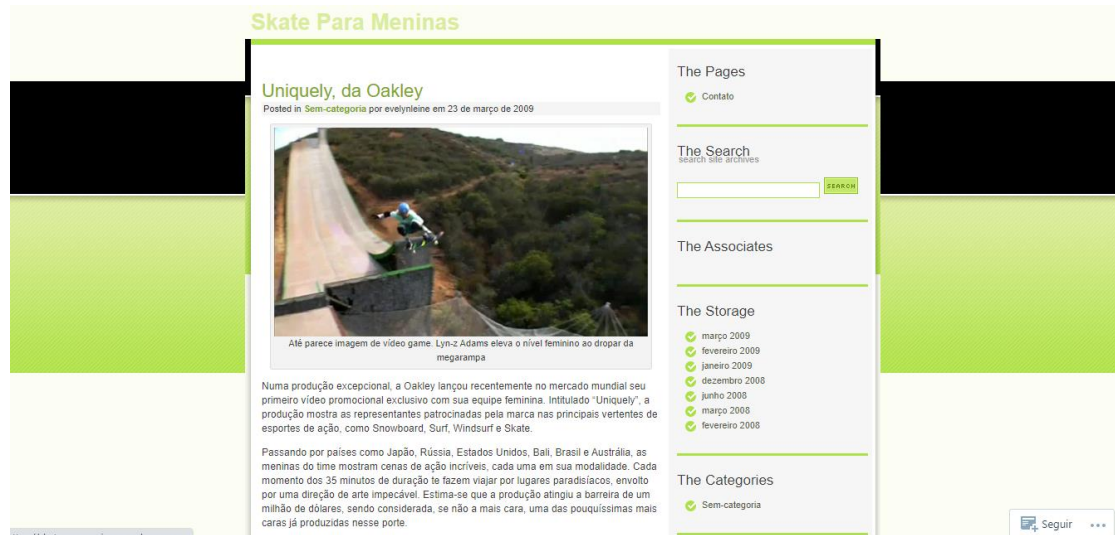 Skate Para Meninas
Uniquely, da Oakley
Posted in Sem-categoria por evelynleine em 23 de março de 2009
Até parece imagem de vídeo game. Lyn-z Adams eleva o nível feminino ao dropar da
megarampa
Numa produção excepcional, a Oakley lançou recentemente no mercado mundial seu
primeiro vídeo promocional exclusivo com sua equipe feminina. Intitulado “Uniquely”, a
produção mostra as representantes patrocinadas pela marca nas principais vertentes de
esportes de ação, como Snowboard, Surf, Windsurf e Skate.
Passando por países como Japão, Rússia, Estados Unidos, Bali, Brasil e Austrália, as
meninas do time mostram cenas de ação incríveis, cada uma em sua modalidade. Cada
momento dos 35 minutos de duração te fazem viajar por lugares paradisíacos, envolto
por uma direção de arte impecável. Estima-se que a produção atingiu a barreira de um
milhão de dólares, sendo considerada, se não a mais cara, uma das pouquíssimas mais
caras já produzidas nesse porte.
The Pages
Contato
The Search
search site archives
SEARCH
The Associates
The Storage
março 2009
fevereiro 2009
janeiro 2009
dezembro 2008
junho 2008
março 2008
fevereiro 2008
The Categories
Sem-categoria
Seguir